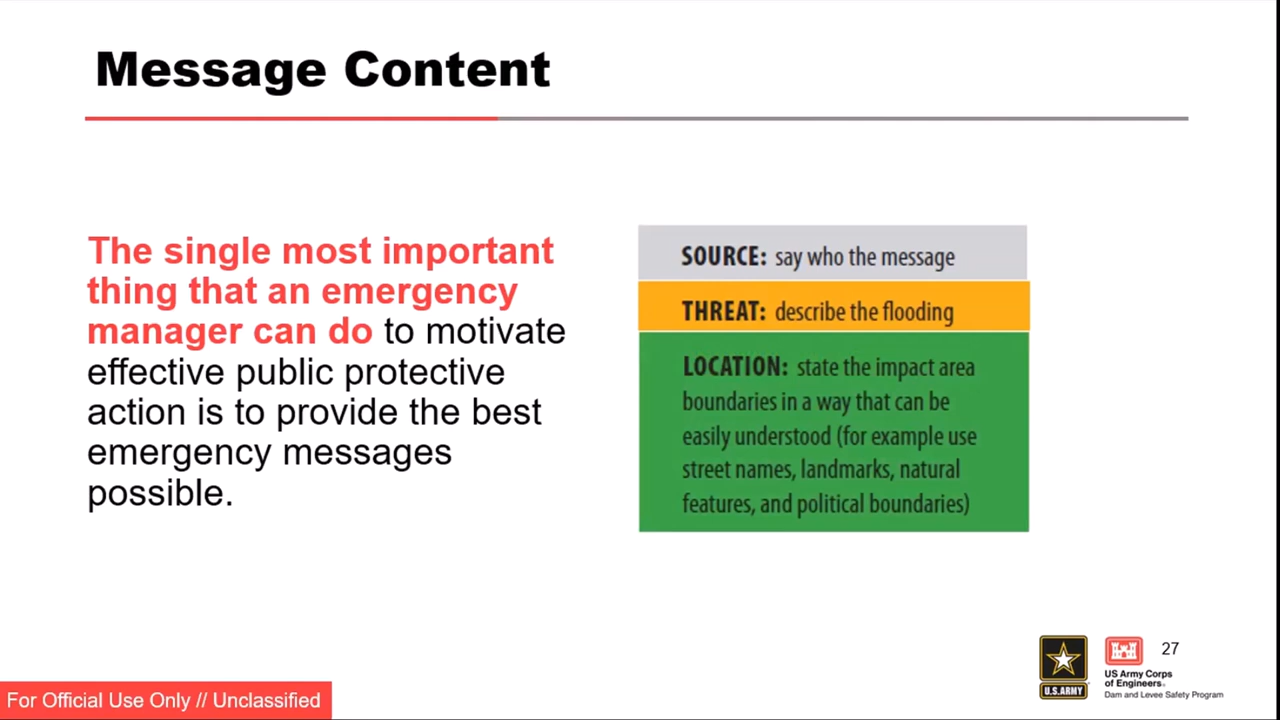 Message Content
The single most important
thing that an emergency
manager can do to motivate
effective public protective
action is to provide the best
emergency messages
possible.
SOURCE: say who the message
THREAT: describe the flooding
LOCATION: state the impact area
boundaries in a way that can be
easily understood (for example use
street names, landmarks, natural
features, and political boundaries)
U.S.ARMY
US Army Corps
of Engineers®
Dam and Levee Safety Program
27
For Official Use Only // Unclassified